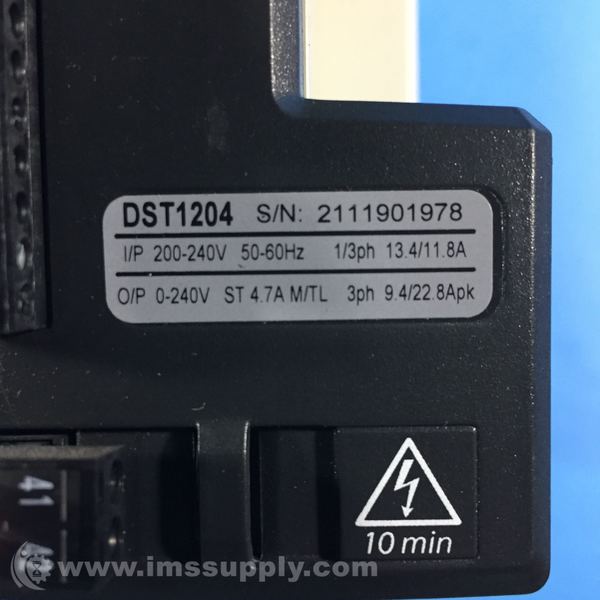 DST1204 S/N: 2111901978
I/P 200-240V 50-60Hz 1/3ph 13.4/11.8A
O/P 0-240V ST 4.7A M/TL 3ph 9.4/22.8Apk
10 min
41
www.imssupply.com